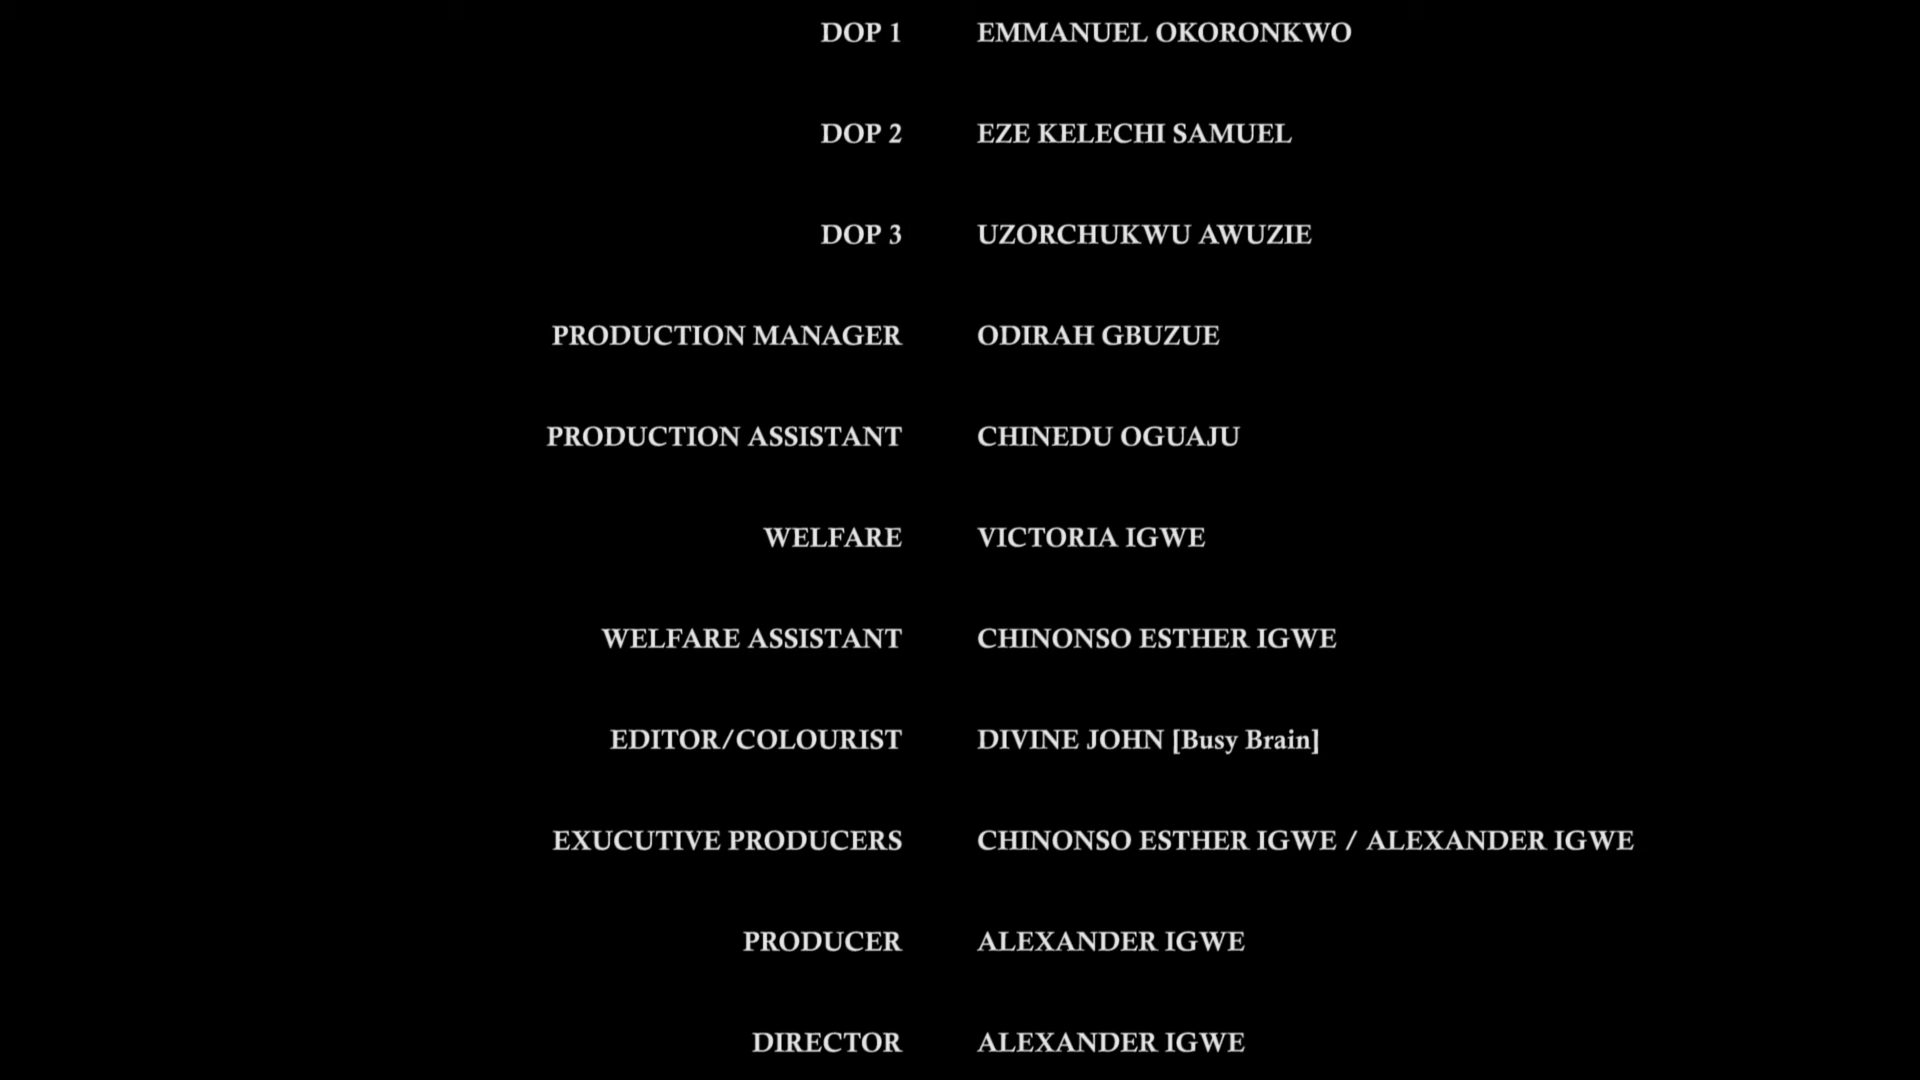 DOP 1 EMMANUEL OKORONKWO
DOP 2 EZE KELECHI SAMUEL
DOP 3 UZORCHUKWU AWUZIE
PRODUCTION MANAGER ODIRAH GBUZUE
PRODUCTION ASSISTANT CHINEDU OGUAJU
WELFARE VICTORIA IGWE
WELFARE ASSISTANT CHINONSO ESTHER IGWE
EDITOR/COLOURIST DIVINE JOHN [Busy Brain]
EXUCUTIVE PRODUCERS CHINONSO ESTHER IGWE / ALEXANDER IGWE
PRODUCER ALEXANDER IGWE
DIRECTOR ALEXANDER IGWE